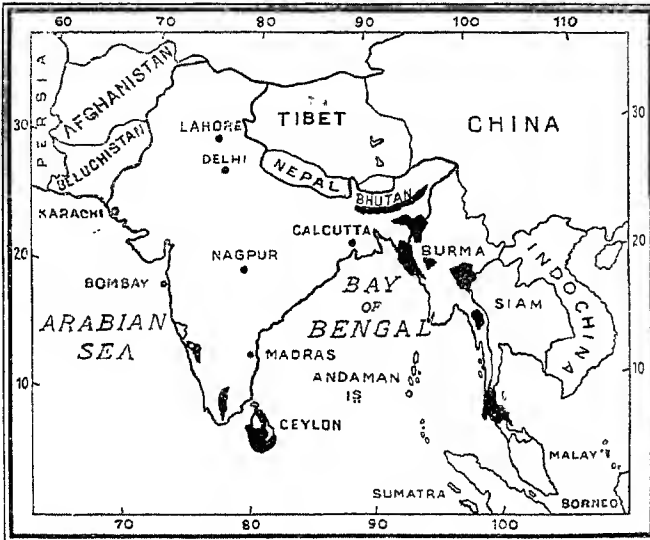 60 70 80 90 100 110
PERSIA
AFGHANISTAN
BELUCHISTAN
30
LAHORE
DELHI
TIBET
CHINA
30
NEPAL
BHUTAN
KARACHI
20
CALCUTTA
BURMA
INDOCHINA
20
NAGPUR
BOMBAY
BAY
OF
BENGAL
SIAM
ARABIAN
SEA
MADRAS
ANDAMAN
IS
10
10
CEYLON
MALAY
SUMATRA
BORNEO
70 80 90 100